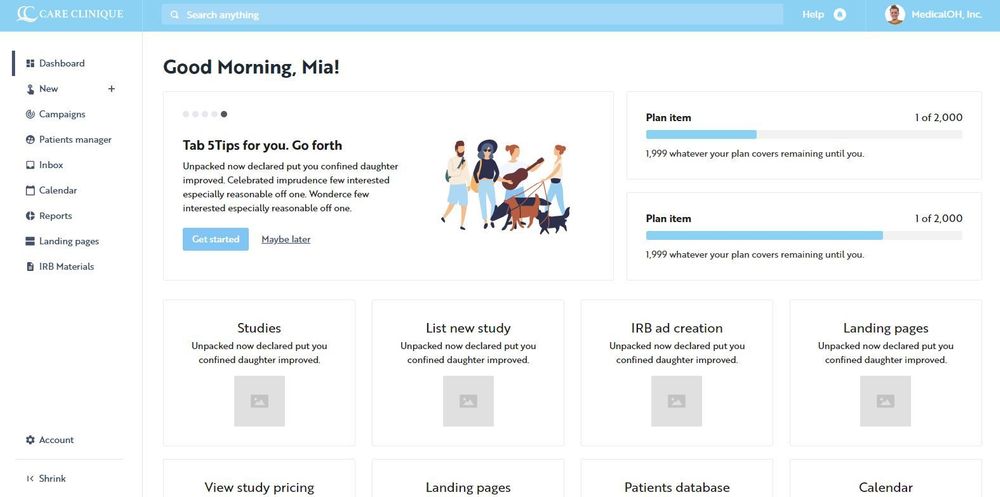 CARE CLINIQUE
Search anything
Help
MedicalOH, Inc.
Dashboard
New +
Campaigns
Patients manager
Inbox
Calendar
Reports
Landing pages
IRB Materials
Account
Shrink
Good Morning, Mia!
Tab 5Tips for you. Go forth
Unpacked now declared put you confined daughter
improved. Celebrated imprudence few interested
especially reasonable off one. Wonderce few
interested especially reasonable off one.
Get started Maybe later
Plan item 1 of 2,000
1,999 whatever your plan covers remaining until you.
Plan item 1 of 2,000
1,999 whatever your plan covers remaining until you.
Studies
Unpacked now declared put you
confined daughter improved.
List new study
Unpacked now declared put you
confined daughter improved.
IRB ad creation
Unpacked now declared put you
confined daughter improved.
Landing pages
Unpacked now declared put you
confined daughter improved.
View study pricing
Landing pages
Patients database
Calendar